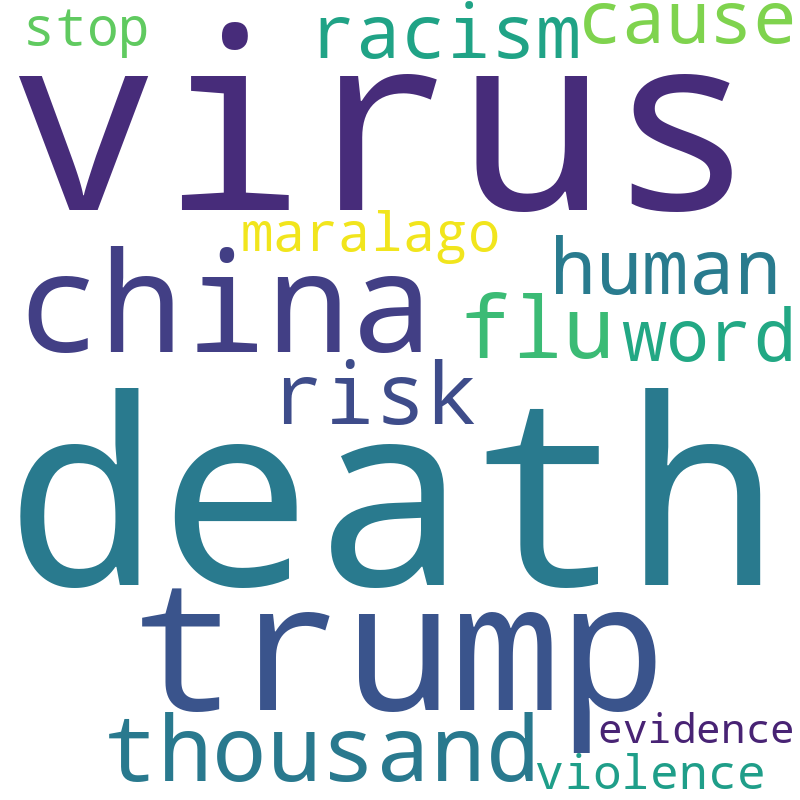 stop racism cause
virus
maralago
china human
flu word
risk
death
trump
thousand evidence
violence